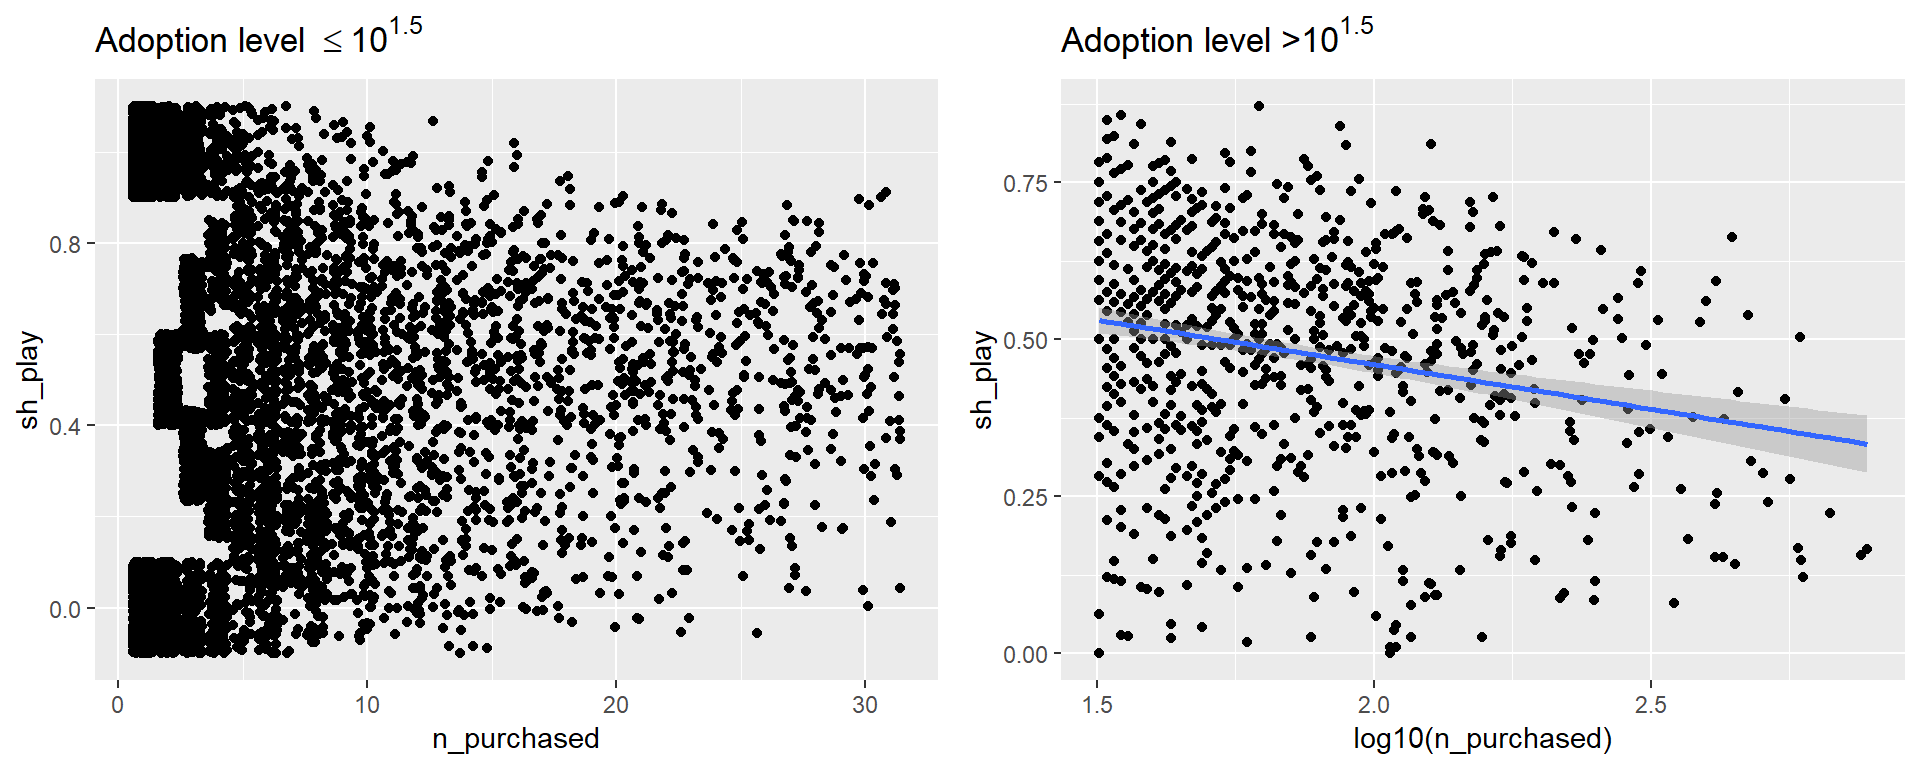 Adoption level ≤ 10^1.5
sh_play
0.8
0.4
0.0
0 10 20 30
n_purchased
Adoption level >10^1.5
sh_play
0.75
0.50
0.25
0.00
1.5 2.0 2.5
log10(n_purchased)